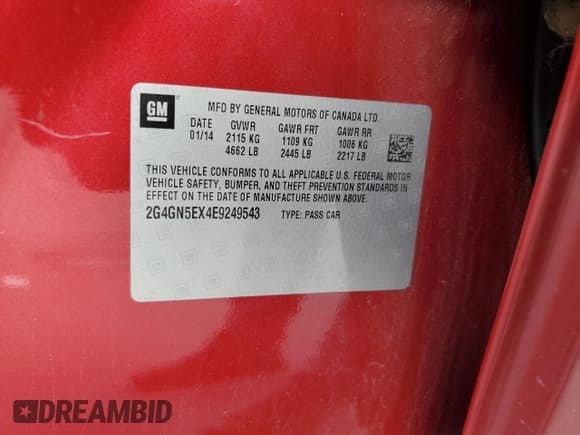 GM
MFD BY GENERAL MOTORS OF CANADA LTD.
DATE GVWR GAWR FRT GAWR RR
01/14 2115 KG 1109 KG 1006 KG
4662 LB 2445 LB 2217 LB
THIS VEHICLE CONFORMS TO ALL APPLICABLE U.S. FEDERAL MOTOR
VEHICLE SAFETY, BUMPER, AND THEFT PREVENTION STANDARDS IN
EFFECT ON THE DATE OF MANUFACTURE SHOWN ABOVE.
2G4GN5EX4E9249543 TYPE: PASS CAR
DREAMBID